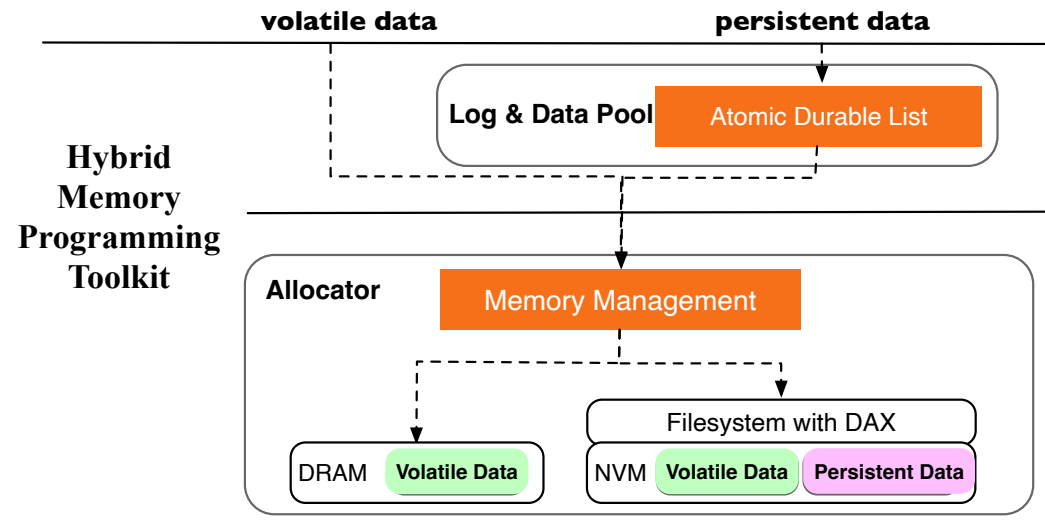 volatile data
persistent data
Log & Data Pool
Atomic Durable List
Hybrid
Memory
Programming
Toolkit
Allocator
Memory Management
Filesystem with DAX
DRAM
Volatile Data
NVM
Volatile Data
Persistent Data